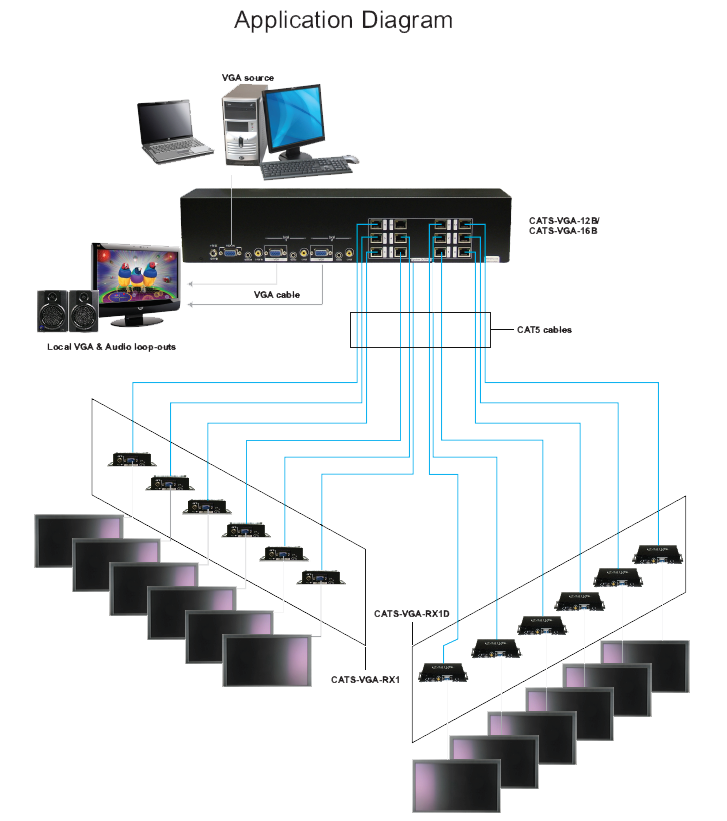 Application Diagram
VGA source
CATS-VGA-12B/
CATS-VGA-16B
VGA cable
Local VGA & Audio loop-outs
CAT5 cables
CATS-VGA-RX1D
CATS-VGA-RX1